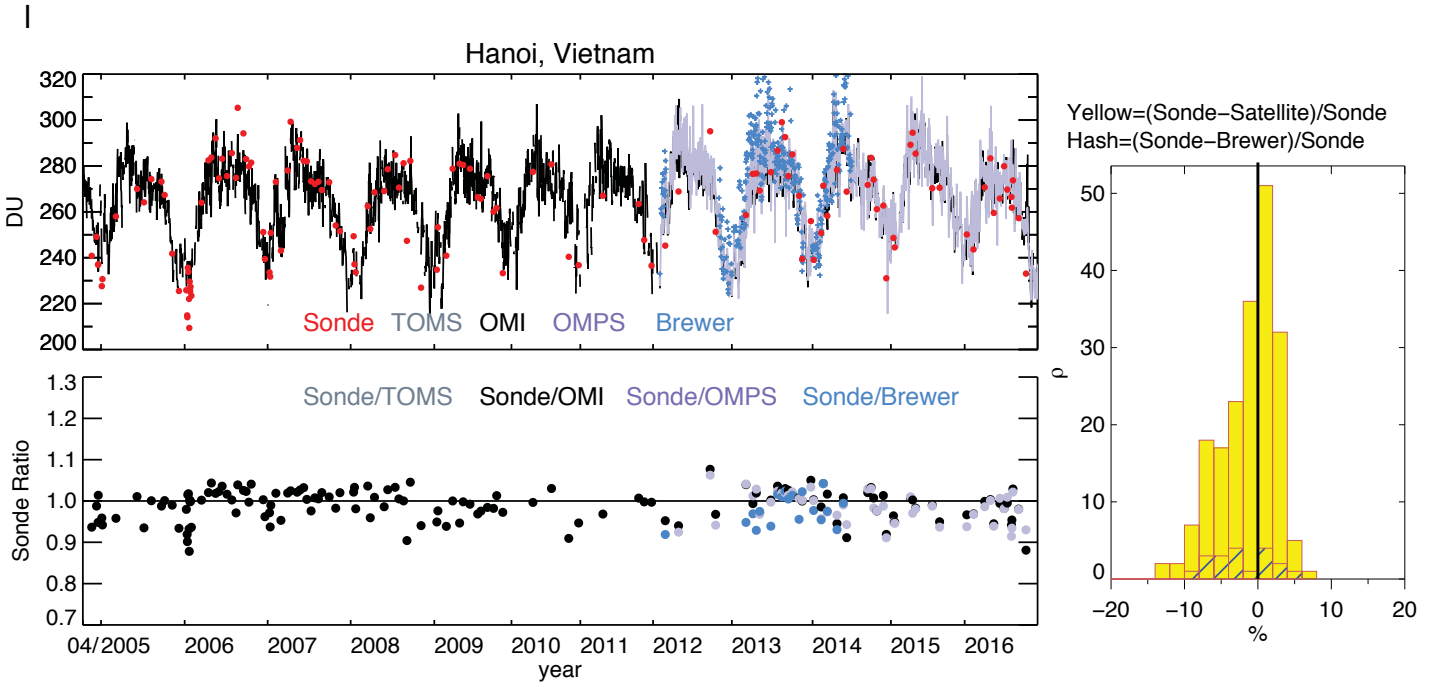 I
Hanoi, Vietnam
320
300
280
260
240
220
200
DU
Sonde TOMS OMI OMPS Brewer
1.3
1.2
1.1
1.0
0.9
0.8
0.7
Sonde Ratio
Sonde/TOMS Sonde/OMI Sonde/OMPS Sonde/Brewer
04/2005 2006 2007 2008 2009 2010 2011 2012 2013 2014 2015 2016
year
Yellow=(Sonde−Satellite)/Sonde
Hash=(Sonde−Brewer)/Sonde
50
40
30
20
10
0
ρ
−20 −10 0 10 20
%